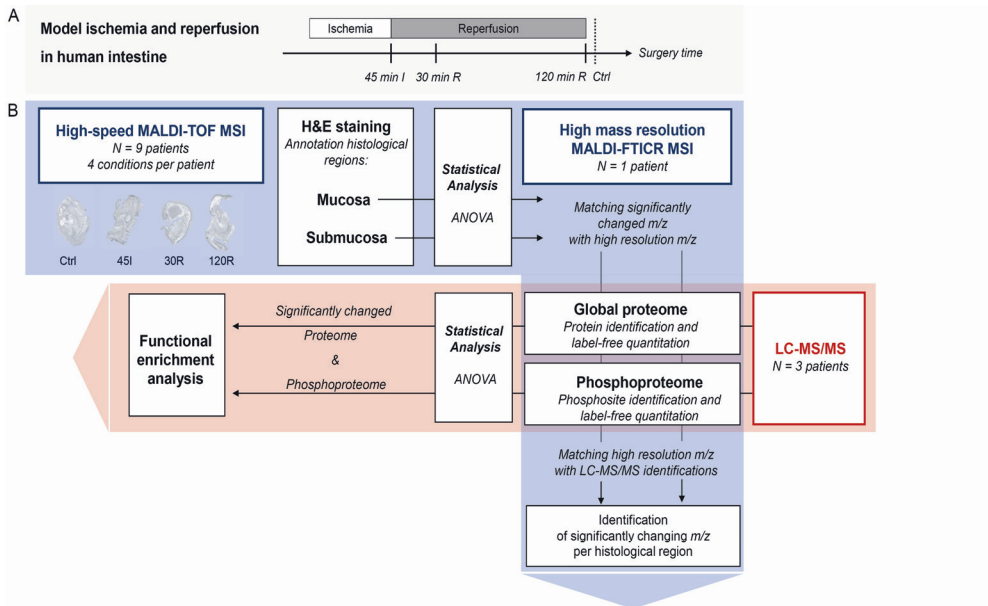 A
Model ischemia and reperfusion
in human intestine
Ischemia
Reperfusion
Surgery time
45 min I
30 min R
120 min R
Ctrl
B
High-speed MALDI-TOF MSI
N = 9 patients
4 conditions per patient
Ctrl
45I
30R
120R
H&E staining
Annotation histological
regions:
Mucosa
Submucosa
Statistical
Analysis
ANOVA
High mass resolution
MALDI-FTICR MSI
N = 1 patient
Matching significantly
changed m/z
with high resolution m/z
Functional
enrichment
analysis
Significantly changed
Proteome
&
Phosphoproteome
Statistical
Analysis
ANOVA
Global proteome
Protein identification and
label-free quantitation
Phosphoproteome
Phosphosite identification and
label-free quantitation
LC-MS/MS
N = 3 patients
Matching high resolution m/z
with LC-MS/MS identifications
Identification
of significantly changing m/z
per histological region